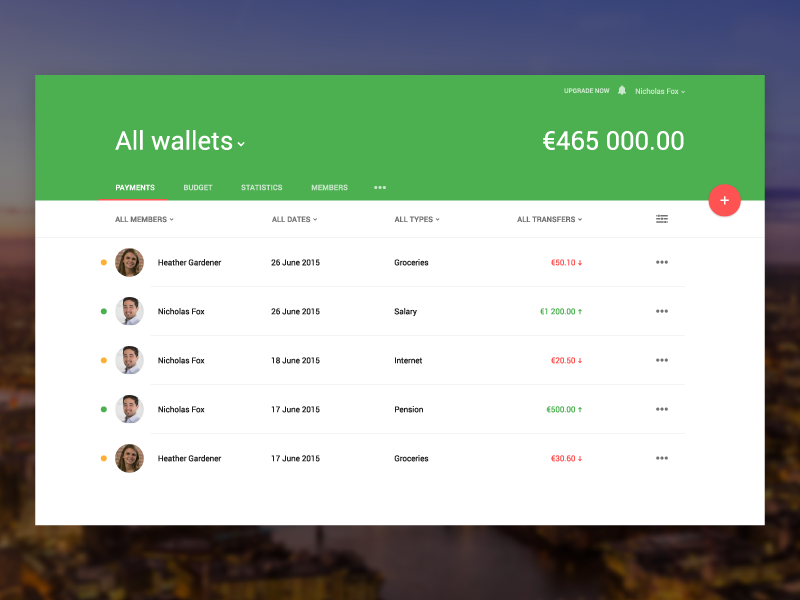 UPGRADE NOW Nicholas Fox
All wallets €465 000.00
PAYMENTS BUDGET STATISTICS MEMBERS
ALL MEMBERS ALL DATES ALL TYPES ALL TRANSFERS
Heather Gardener 26 June 2015 Groceries €50.10 ↓
Nicholas Fox 26 June 2015 Salary €1 200.00 ↑
Nicholas Fox 18 June 2015 Internet €20.50 ↓
Nicholas Fox 17 June 2015 Pension €500.00 ↑
Heather Gardener 17 June 2015 Groceries €30.60 ↓